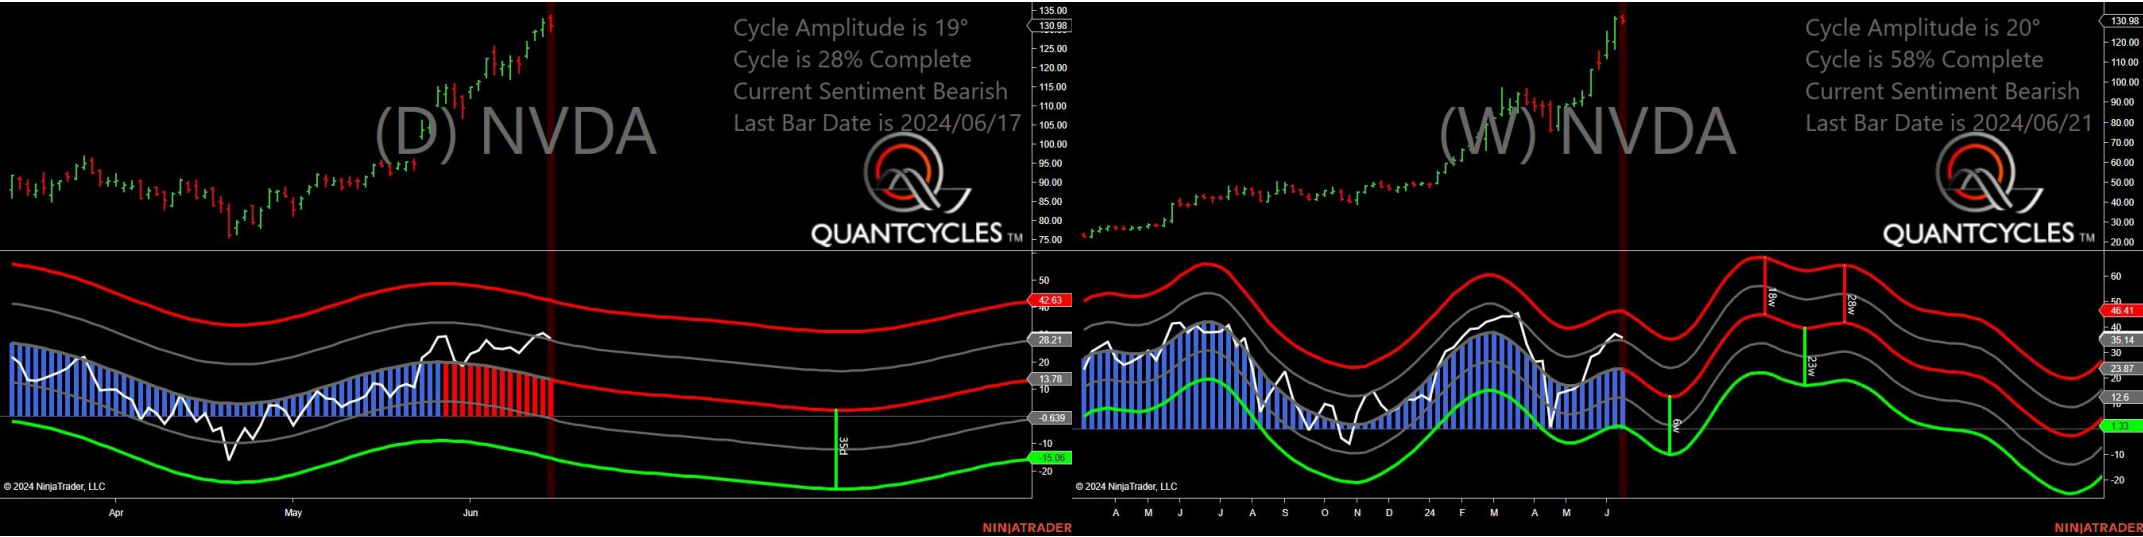 Cycle Amplitude is 19°
Cycle is 28% Complete
Current Sentiment Bearish
Last Bar Date is 2024/06/17
(D) NVDA
QUANTCYCLES TM
135.00
130.98
125.00
120.00
115.00
110.00
105.00
100.00
95.00
90.00
85.00
80.00
75.00
50
42.63
40
28.21
20
13.78
-0.639
-10
-15.06
-20
35d
© 2024 NinjaTrader, LLC
Apr May Jun
NINJATRADER
Cycle Amplitude is 20°
Cycle is 58% Complete
Current Sentiment Bearish
Last Bar Date is 2024/06/21
(W) NVDA
QUANTCYCLES TM
130.98
120.00
110.00
100.00
90.00
80.00
70.00
60.00
50.00
40.00
30.00
20.00
60
50
46.41
40
35.14
30
23.87
20
12.6
1.33
-10
-20
6w
18w
23w
28w
© 2024 NinjaTrader, LLC
A M J J A S O N D 24 F M A M J
NINJATRADER